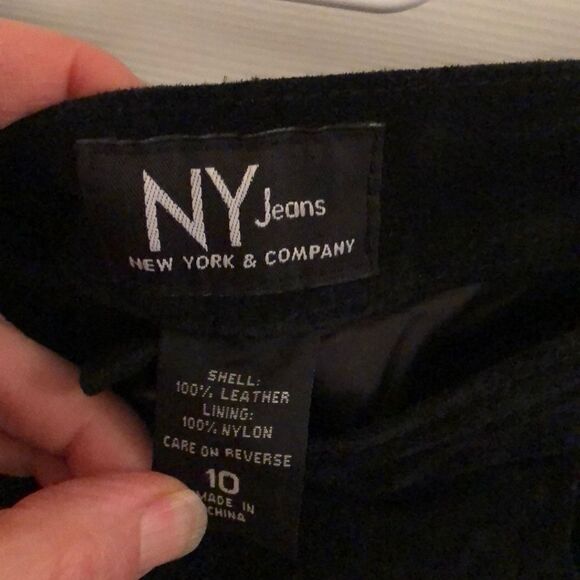 NY Jeans
NEW YORK & COMPANY
SHELL:
100% LEATHER
LINING:
100% NYLON
CARE ON REVERSE
10
MADE IN
CHINA